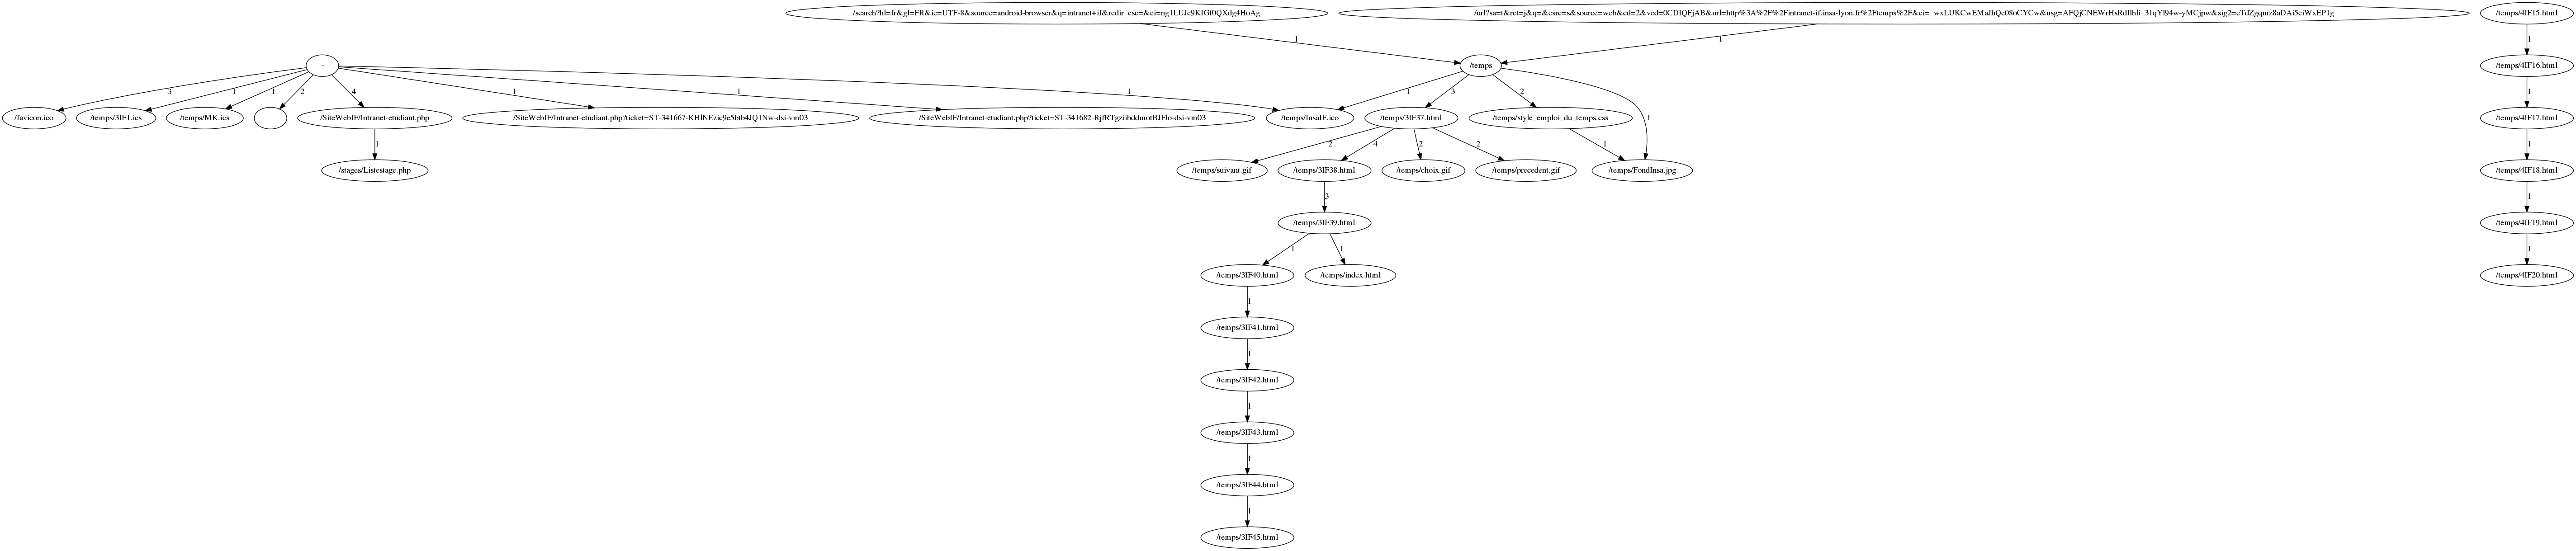 /search?hl=fr&gl=FR&ie=UTF-8&source=android-browser&q=intranet+if&redir_esc=&ei=ng1LUJe9KIGf0QXdg4HoAg
/url?sa=t&rct=j&q=&esrc=s&source=web&cd=2&ved=0CDIQFjAB&url=http%3A%2F%2Fintranet-if.insa-lyon.fr%2Ftemps%2F&ei=_wxLUKCwEMaJhQe08oCYCw&usg=AFQjCNEWrHsRdIlhli_31qYl94w-yMCjpw&sig2=eTdZgqmz8aDAi5eiWxEP1g
/temps/4IF15.html
1
1
1
-
/temps
/temps/4IF16.html
3
1
1
2
4
1
1
1
1
3
2
1
1
/favicon.ico
/temps/3IF1.ics
/temps/MK.ics
/SiteWebIF/Intranet-etudiant.php
/SiteWebIF/Intranet-etudiant.php?ticket=ST-341667-KHINEzic9e5btb4JQ1Nw-dsi-vm03
/SiteWebIF/Intranet-etudiant.php?ticket=ST-341682-RjfRTgziibddmotBJFIo-dsi-vm03
/temps/InsaIF.ico
/temps/3IF37.html
/temps/style_emploi_du_temps.css
/temps/4IF17.html
1
2
4
2
2
1
1
/stages/Listestage.php
/temps/suivant.gif
/temps/3IF38.html
/temps/choix.gif
/temps/precedent.gif
/temps/FondInsa.jpg
/temps/4IF18.html
3
1
/temps/3IF39.html
/temps/4IF19.html
1
1
1
/temps/3IF40.html
/temps/index.html
/temps/4IF20.html
1
/temps/3IF41.html
1
/temps/3IF42.html
1
/temps/3IF43.html
1
/temps/3IF44.html
1
/temps/3IF45.html